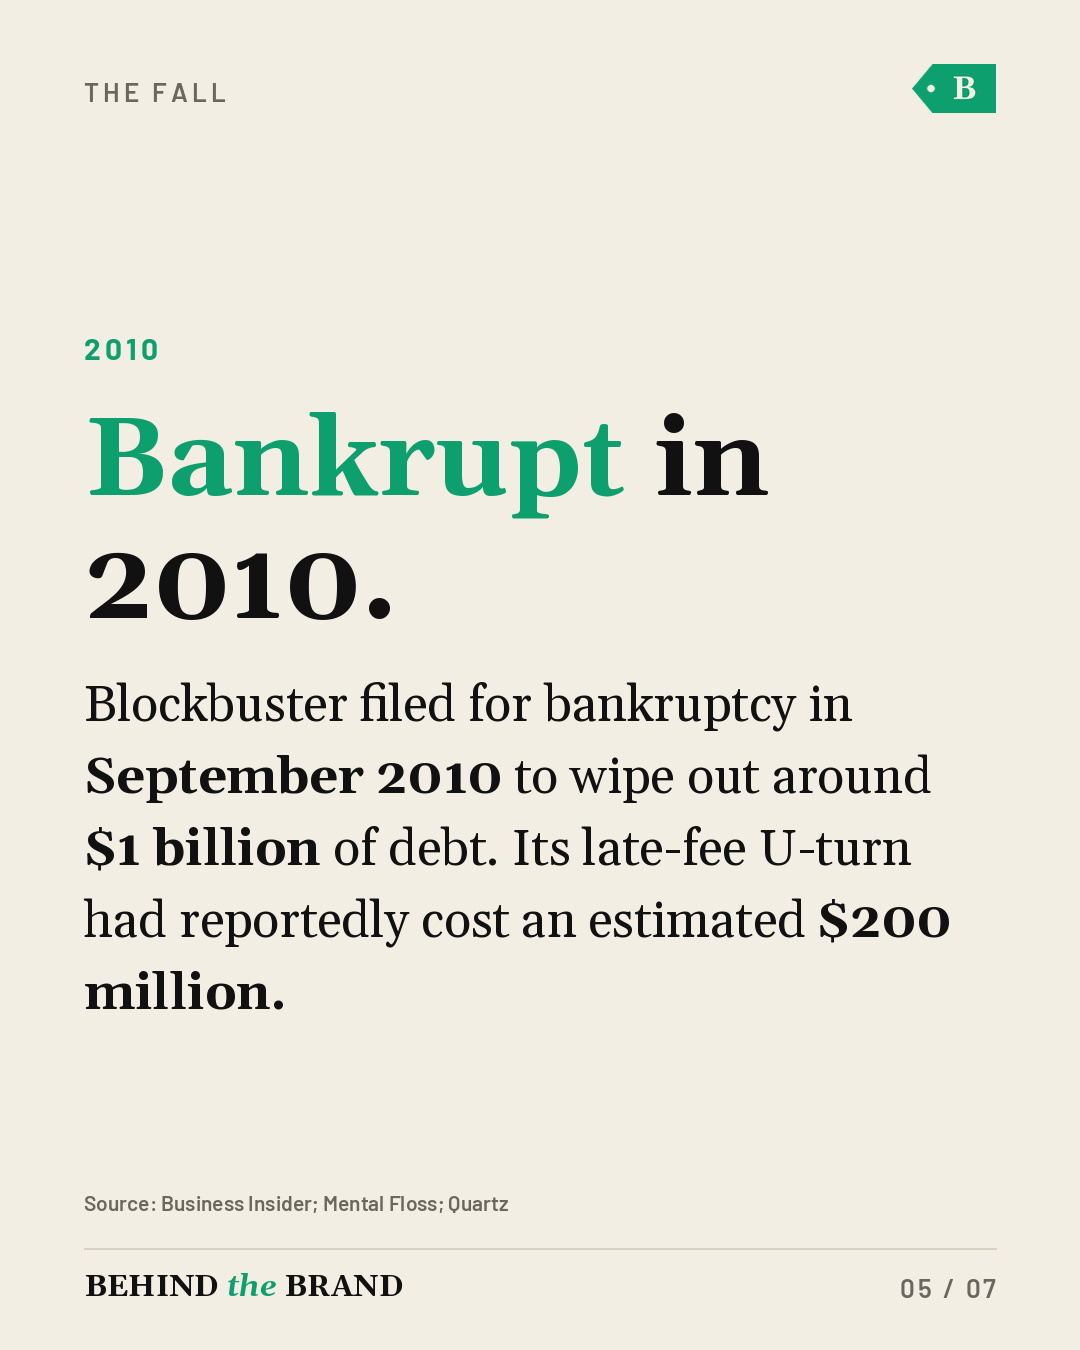 THE FALL
B
2010
Bankrupt in
2010.
Blockbuster filed for bankruptcy in
September 2010 to wipe out around
$1 billion of debt. Its late-fee U-turn
had reportedly cost an estimated $200
million.
Source: Business Insider; Mental Floss; Quartz
BEHIND the BRAND
05 / 07